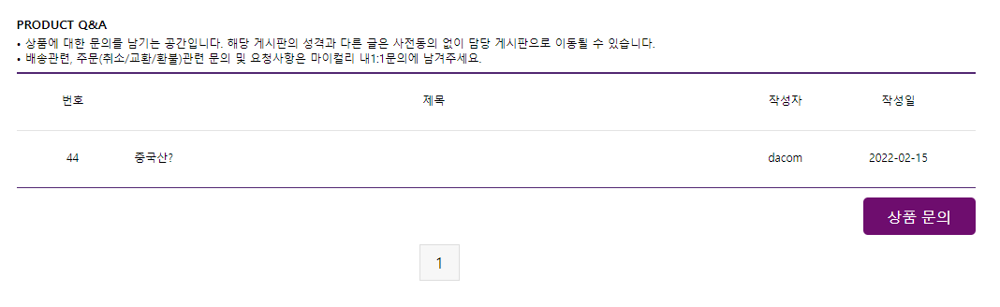 PRODUCT Q&A
• 상품에 대한 문의를 남기는 공간입니다. 해당 게시판의 성격과 다른 글은 사전동의 없이 담당 게시판으로 이동될 수 있습니다.
• 배송관련, 주문(취소/교환/환불)관련 문의 및 요청사항은 마이컬리 내1:1문의에 남겨주세요.
번호 제목 작성자 작성일
44 중국산? dacom 2022-02-15
상품 문의
1